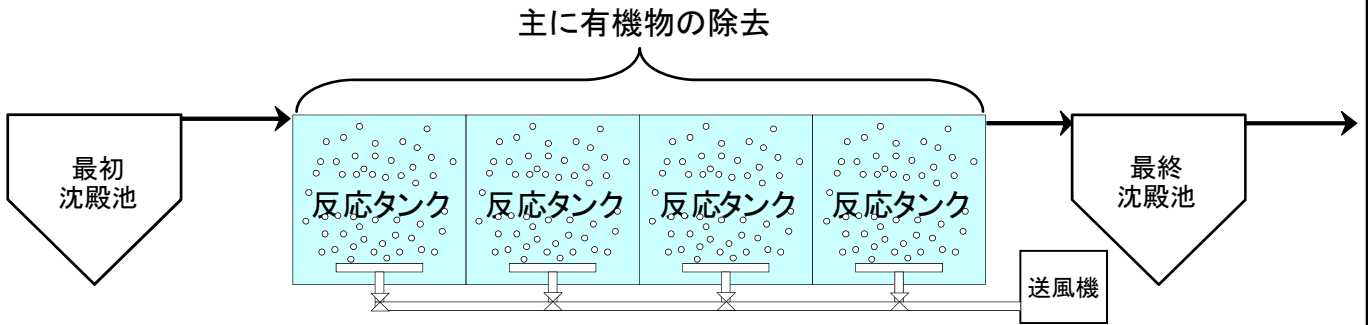 主に有機物の除去
最初
沈殿池
反応タンク
反応タンク
反応タンク
反応タンク
最終
沈殿池
送風機